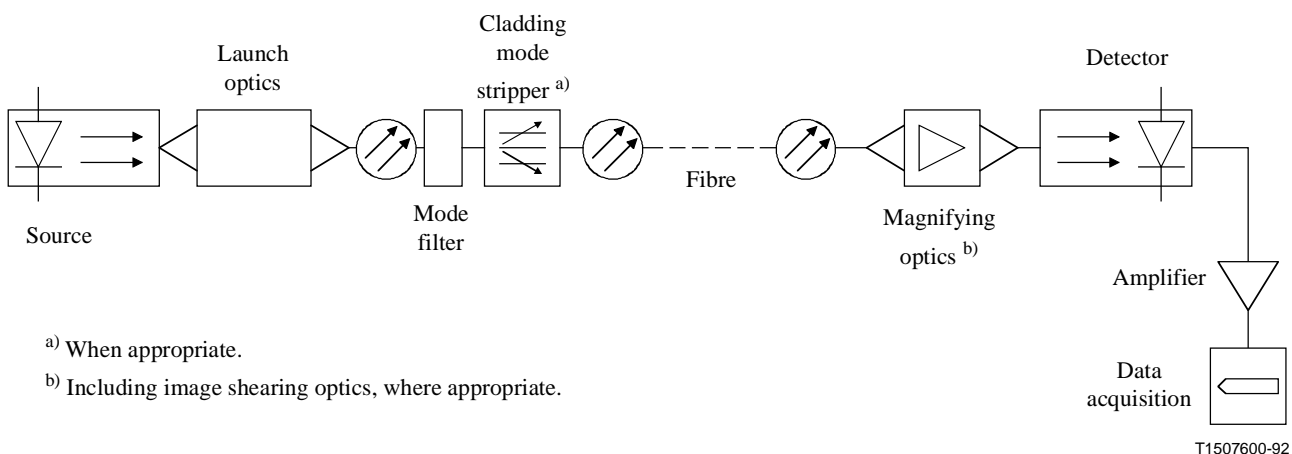 Cladding
mode
stripper a)
Launch
optics
Detector
Source
Mode
filter
Fibre
Magnifying
optics b)
Amplifier
Data
acquisition
a) When appropriate.
b) Including image shearing optics, where appropriate.
T1507600-92